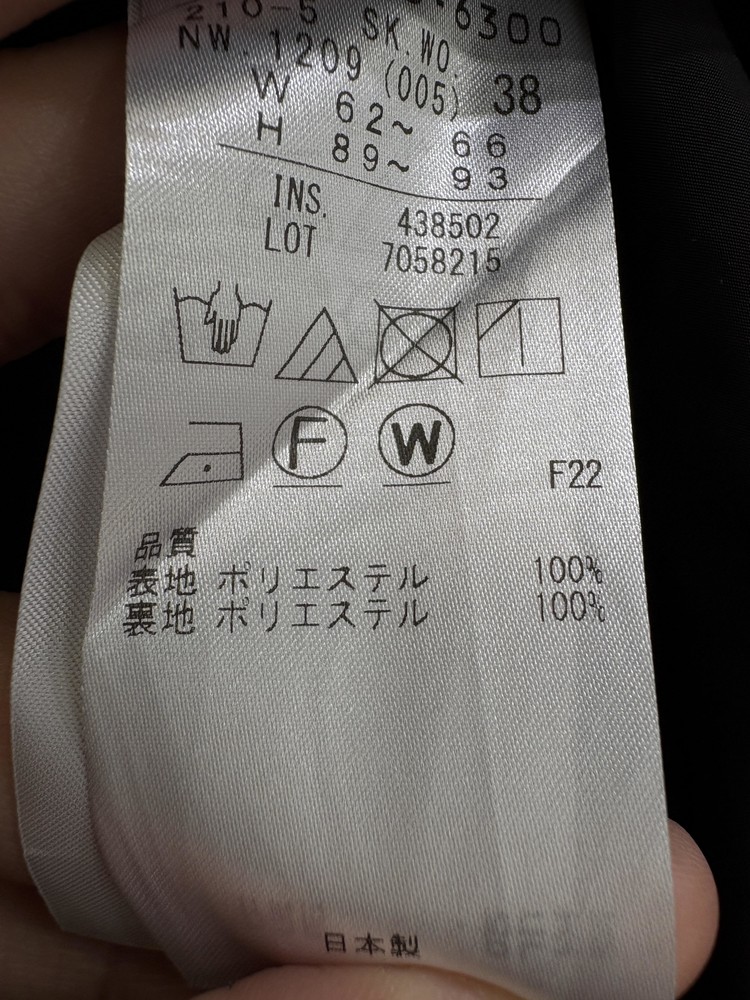 210-5 6300
NW. 1209 SK.WO.
(005) 38
W 62~66
H 89~93
INS. 438502
LOT 7058215
F W F22
品質
表地 ポリエステル 100%
裏地 ポリエステル 100%
日本製